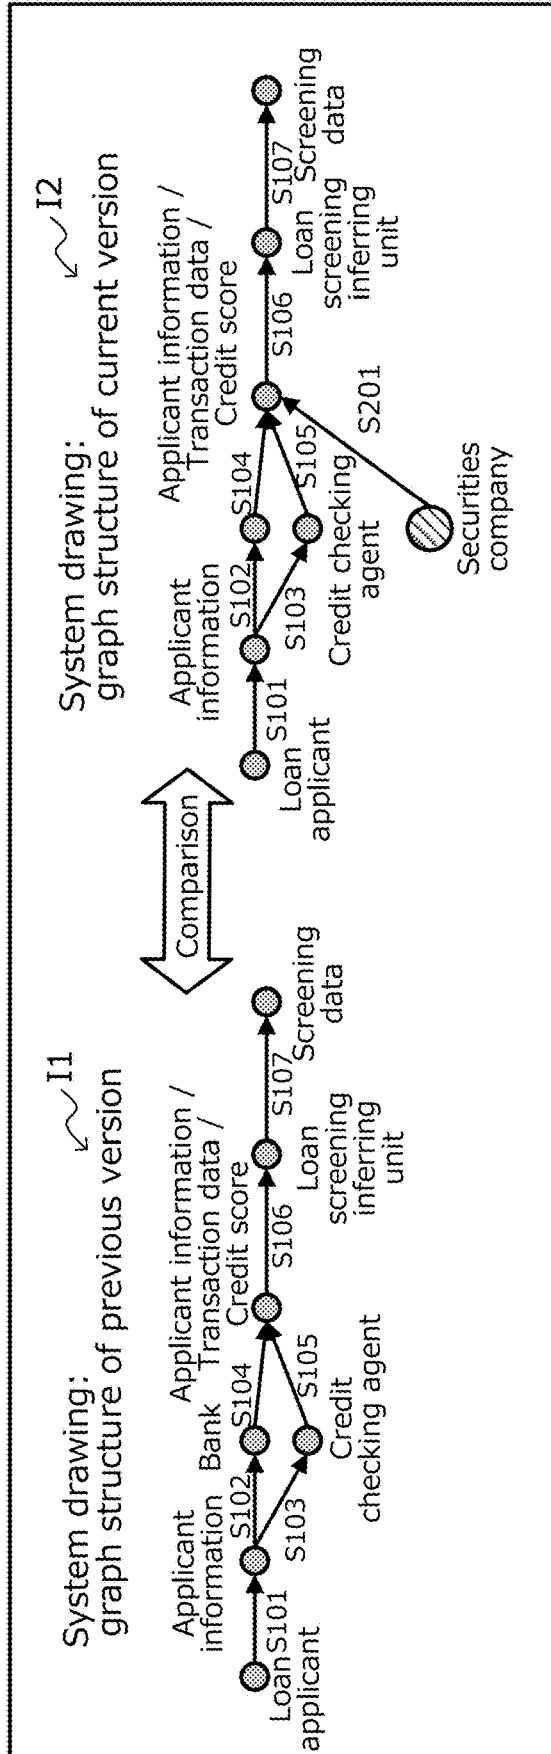 System drawing:
graph structure of previous version
I1
Applicant
information
Bank
Applicant information /
Transaction data /
Credit score
S101
S102
S103
S104
S105
S106
S107
Loan
applicant
Credit
checking agent
Loan
screening
inferring
unit
Screening
data
Comparison
System drawing:
graph structure of current version
I2
Applicant
information
Applicant information /
Transaction data /
Credit score
S101
S102
S103
S104
S105
S106
S107
S201
Loan
applicant
Credit checking
agent
Loan
screening
inferring
unit
Screening
data
Securities
company